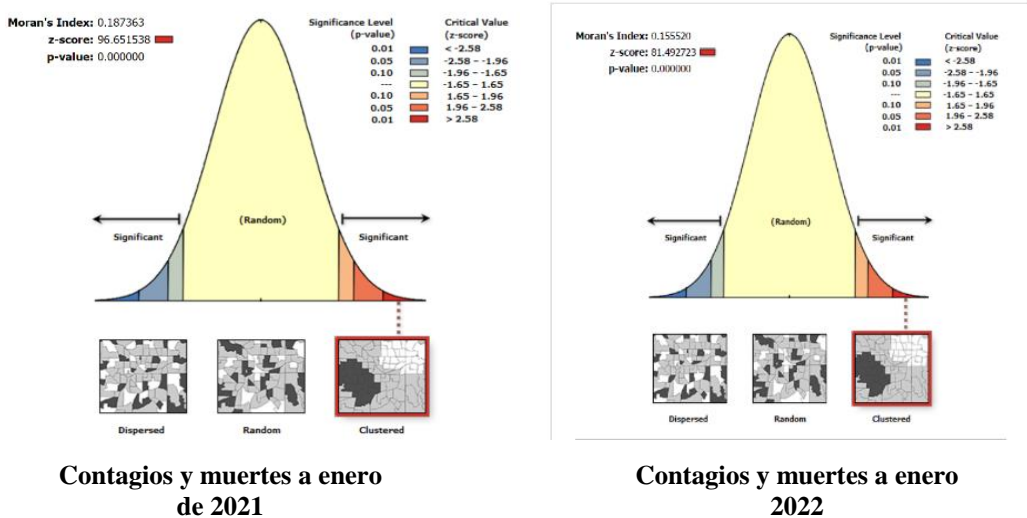 Moran's Index: 0.187363
z-score: 96.651538
p-value: 0.000000
Significance Level
(p-value)
Critical Value
(z-score)
0.01 < -2.58
0.05 -2.58 - -1.96
0.10 -1.96 - -1.65
--- -1.65 - 1.65
0.10 1.65 - 1.96
0.05 1.96 - 2.58
0.01 > 2.58
(Random)
Significant
Significant
Dispersed
Random
Clustered
Contagios y muertes a enero
de 2021
Moran's Index: 0.155520
z-score: 81.492723
p-value: 0.000000
Significance Level
(p-value)
Critical Value
(z-score)
0.01 < -2.58
0.05 -2.58 - -1.96
0.10 -1.96 - -1.65
--- -1.65 - 1.65
0.10 1.65 - 1.96
0.05 1.96 - 2.58
0.01 > 2.58
(Random)
Significant
Significant
Dispersed
Random
Clustered
Contagios y muertes a enero
2022